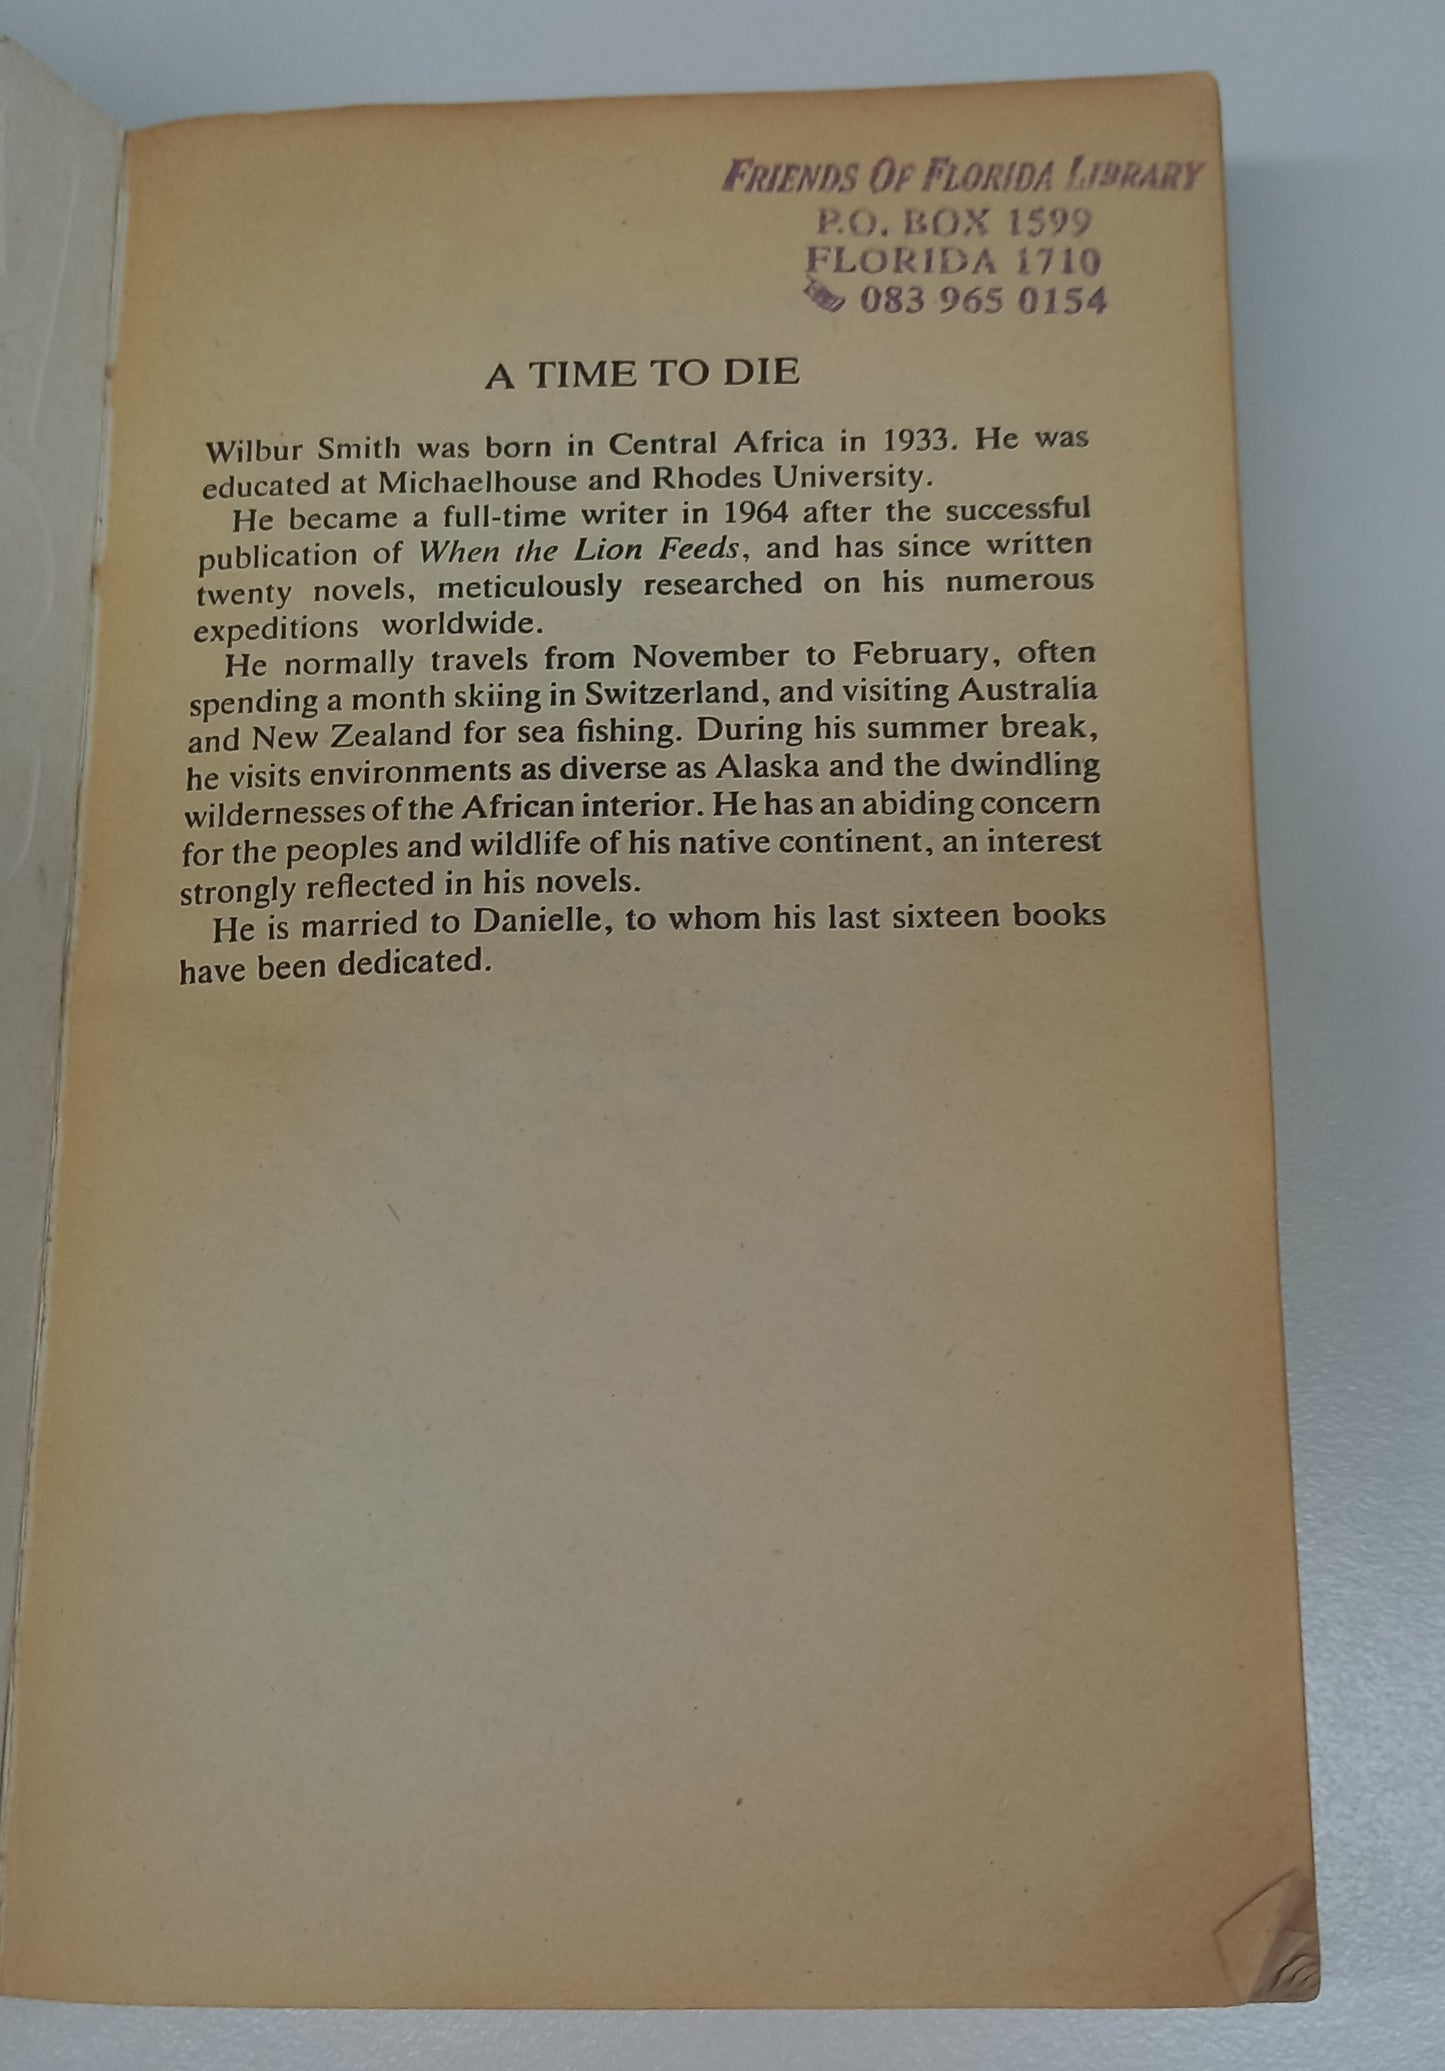 FRIENDS OF FLORIDA LIBRARY
P.O. BOX 1599
FLORIDA 1710
083 965 0154
A TIME TO DIE
Wilbur Smith was born in Central Africa in 1933. He was
educated at Michaelhouse and Rhodes University.
He became a full-time writer in 1964 after the successful
publication of When the Lion Feeds, and has since written
twenty novels, meticulously researched on his numerous
expeditions worldwide.
He normally travels from November to February, often
spending a month skiing in Switzerland, and visiting Australia
and New Zealand for sea fishing. During his summer break,
he visits environments as diverse as Alaska and the dwindling
wildernesses of the African interior. He has an abiding concern
for the peoples and wildlife of his native continent, an interest
strongly reflected in his novels.
He is married to Danielle, to whom his last sixteen books
have been dedicated.